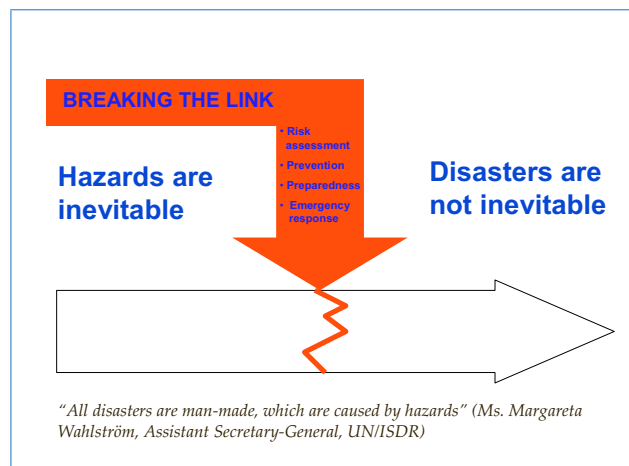 BREAKING THE LINK
• Risk
assessment
• Prevention
• Preparedness
• Emergency
response
Hazards are
inevitable
Disasters are
not inevitable
“All disasters are man-made, which are caused by hazards” (Ms. Margareta
Wahlström, Assistant Secretary-General, UN/ISDR)